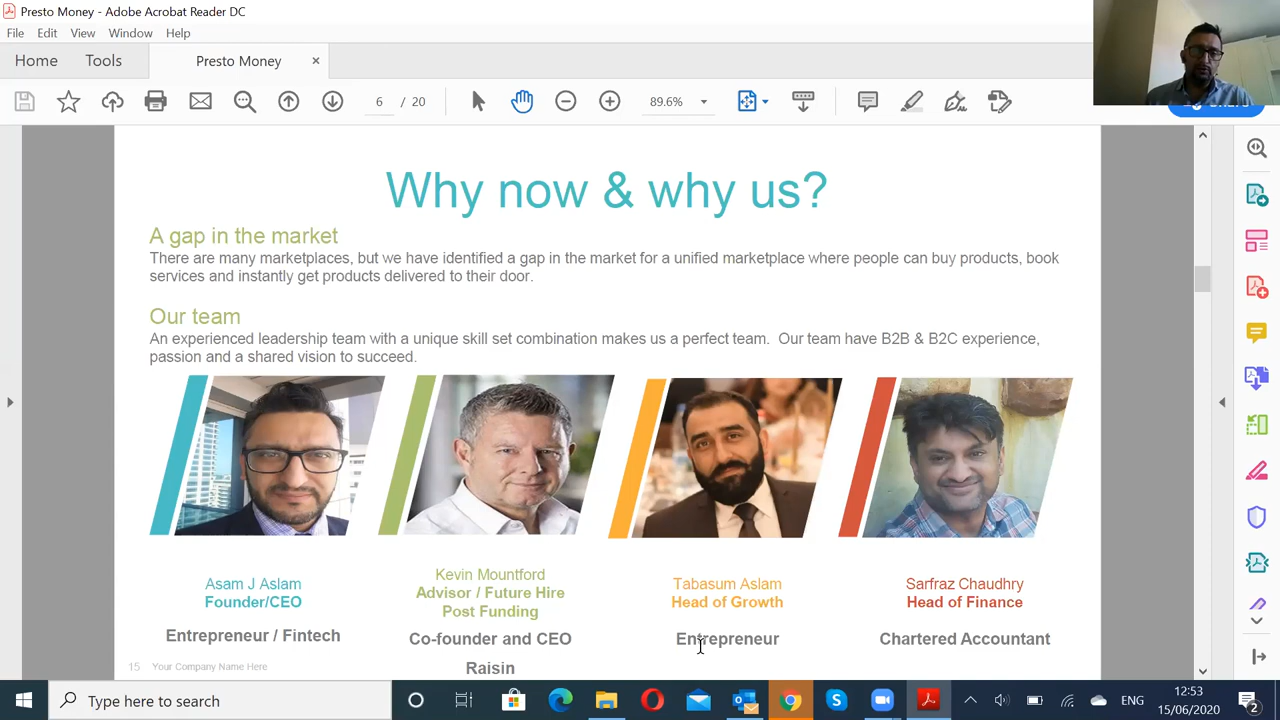 Presto Money - Adobe Acrobat Reader DC
File Edit View Window Help
Home Tools Presto Money ×
6 / 20 89.6%
Why now & why us?
A gap in the market
There are many marketplaces, but we have identified a gap in the market for a unified marketplace where people can buy products, book
services and instantly get products delivered to their door.
Our team
An experienced leadership team with a unique skill set combination makes us a perfect team. Our team have B2B & B2C experience,
passion and a shared vision to succeed.
Asam J Aslam
Founder/CEO
Entrepreneur / Fintech
Kevin Mountford
Advisor / Future Hire
Post Funding
Co-founder and CEO
Raisin
Tabasum Aslam
Head of Growth
Entrepreneur
Sarfraz Chaudhry
Head of Finance
Chartered Accountant
15 Your Company Name Here
Type here to search
ENG
12:53
15/06/2020
2